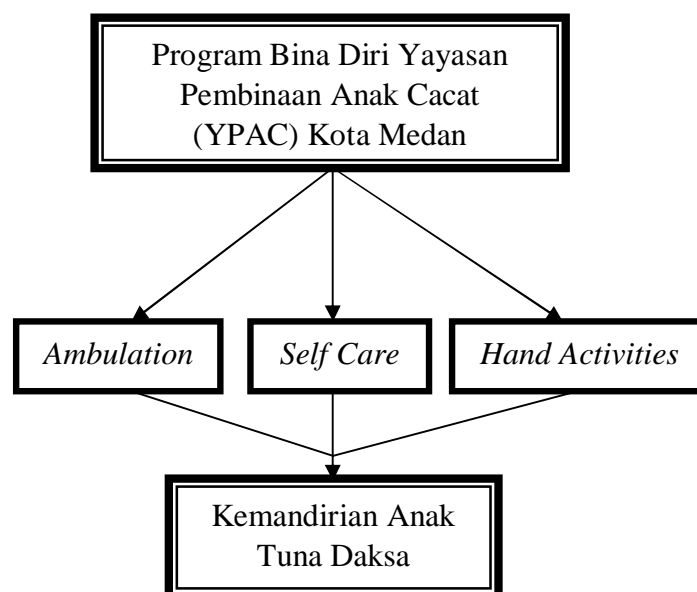 Program Bina Diri Yayasan
Pembinaan Anak Cacat
(YPAC) Kota Medan
Ambulation
Self Care
Hand Activities
Kemandirian Anak
Tuna Daksa